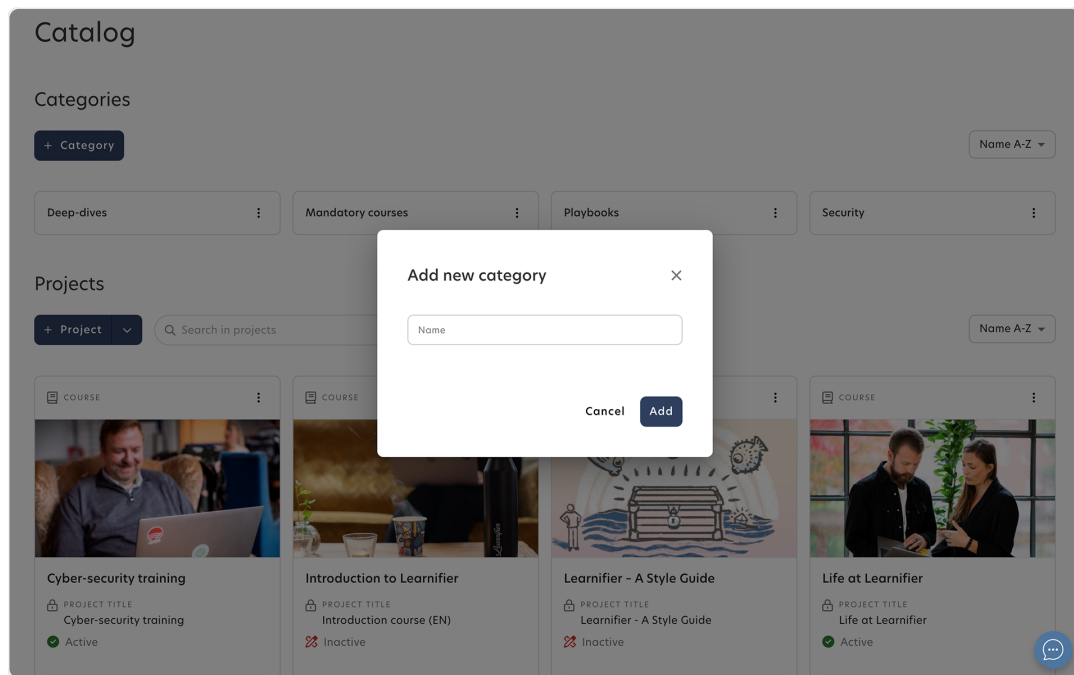 Catalog
Categories
+ Category
Name A-Z
Deep-dives
Mandatory courses
Playbooks
Security
Add new category
Name
Cancel
Add
Projects
+ Project
Search in projects
Name A-Z
COURSE
COURSE
COURSE
Learnifier
Cyber-security training
PROJECT TITLE
Cyber-security training
Active
Introduction to Learnifier
PROJECT TITLE
Introduction course (EN)
Inactive
Learnifier – A Style Guide
PROJECT TITLE
Learnifier - A Style Guide
Inactive
Life at Learnifier
PROJECT TITLE
Life at Learnifier
Active